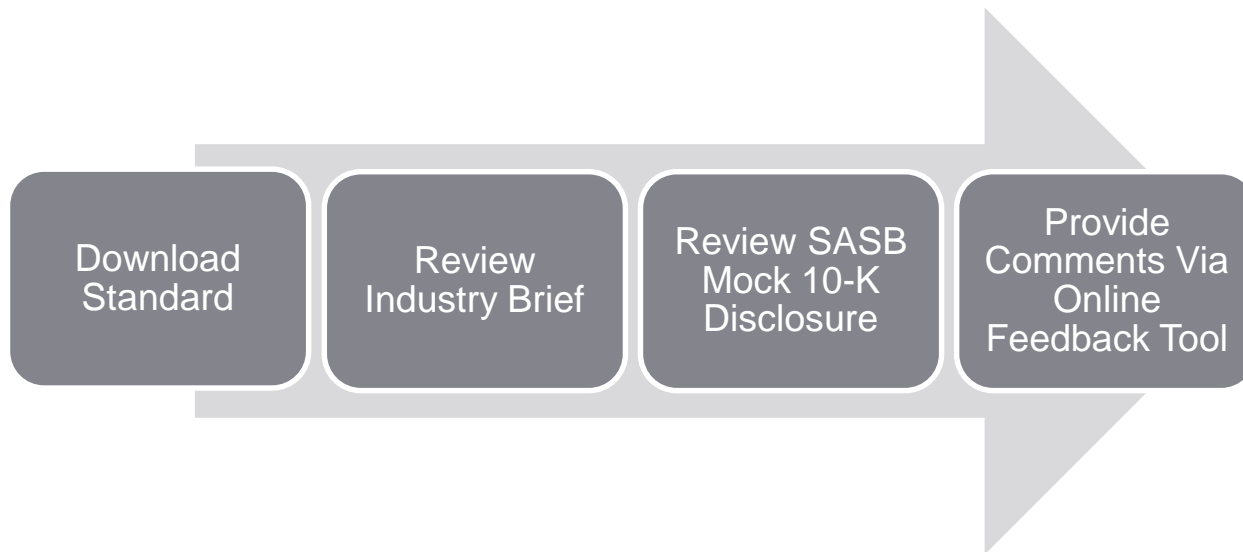 Download
Standard
Review
Industry Brief
Review SASB
Mock 10-K
Disclosure
Provide
Comments Via
Online
Feedback Tool